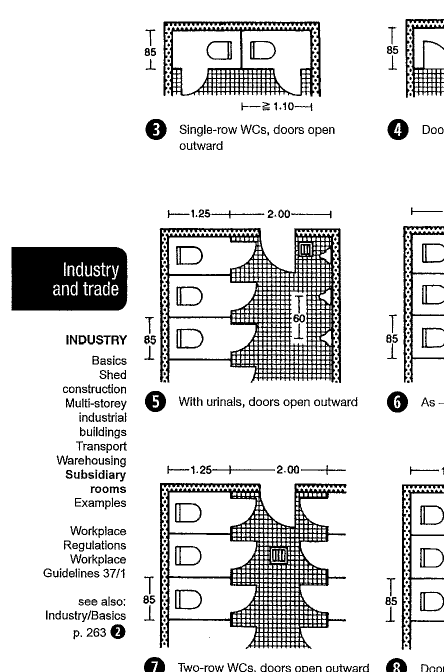 85
≧ 1.10
85
3 Single-row WCs, doors open
outward
4 Doo
1.25 2.00
Industry
and trade
60
85
85
INDUSTRY
Basics
Shed
construction
Multi-storey
industrial
buildings
Transport
Warehousing
Subsidiary
rooms
Examples
5 With urinals, doors open outward
6 As –
Workplace
Regulations
Workplace
Guidelines 37/1
see also:
Industry/Basics
p. 263 2
1.25 2.00
1
85
85
7 Two-row WCs, doors open outward
8 Door